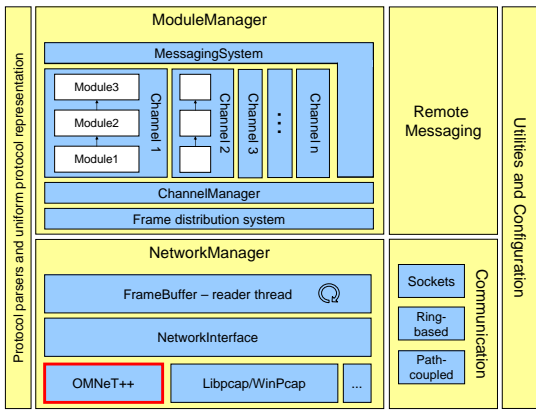 Protocol parsers and uniform protocol representation
ModuleManager
MessagingSystem
Module3
Module2
Module1
Channel 1
Channel 2
Channel 3
...
Channel n
ChannelManager
Frame distribution system
Remote
Messaging
Utilities and Configuration
NetworkManager
FrameBuffer – reader thread
NetworkInterface
OMNeT++
Libpcap/WinPcap
...
Sockets
Ring-
based
Path-
coupled
Communication